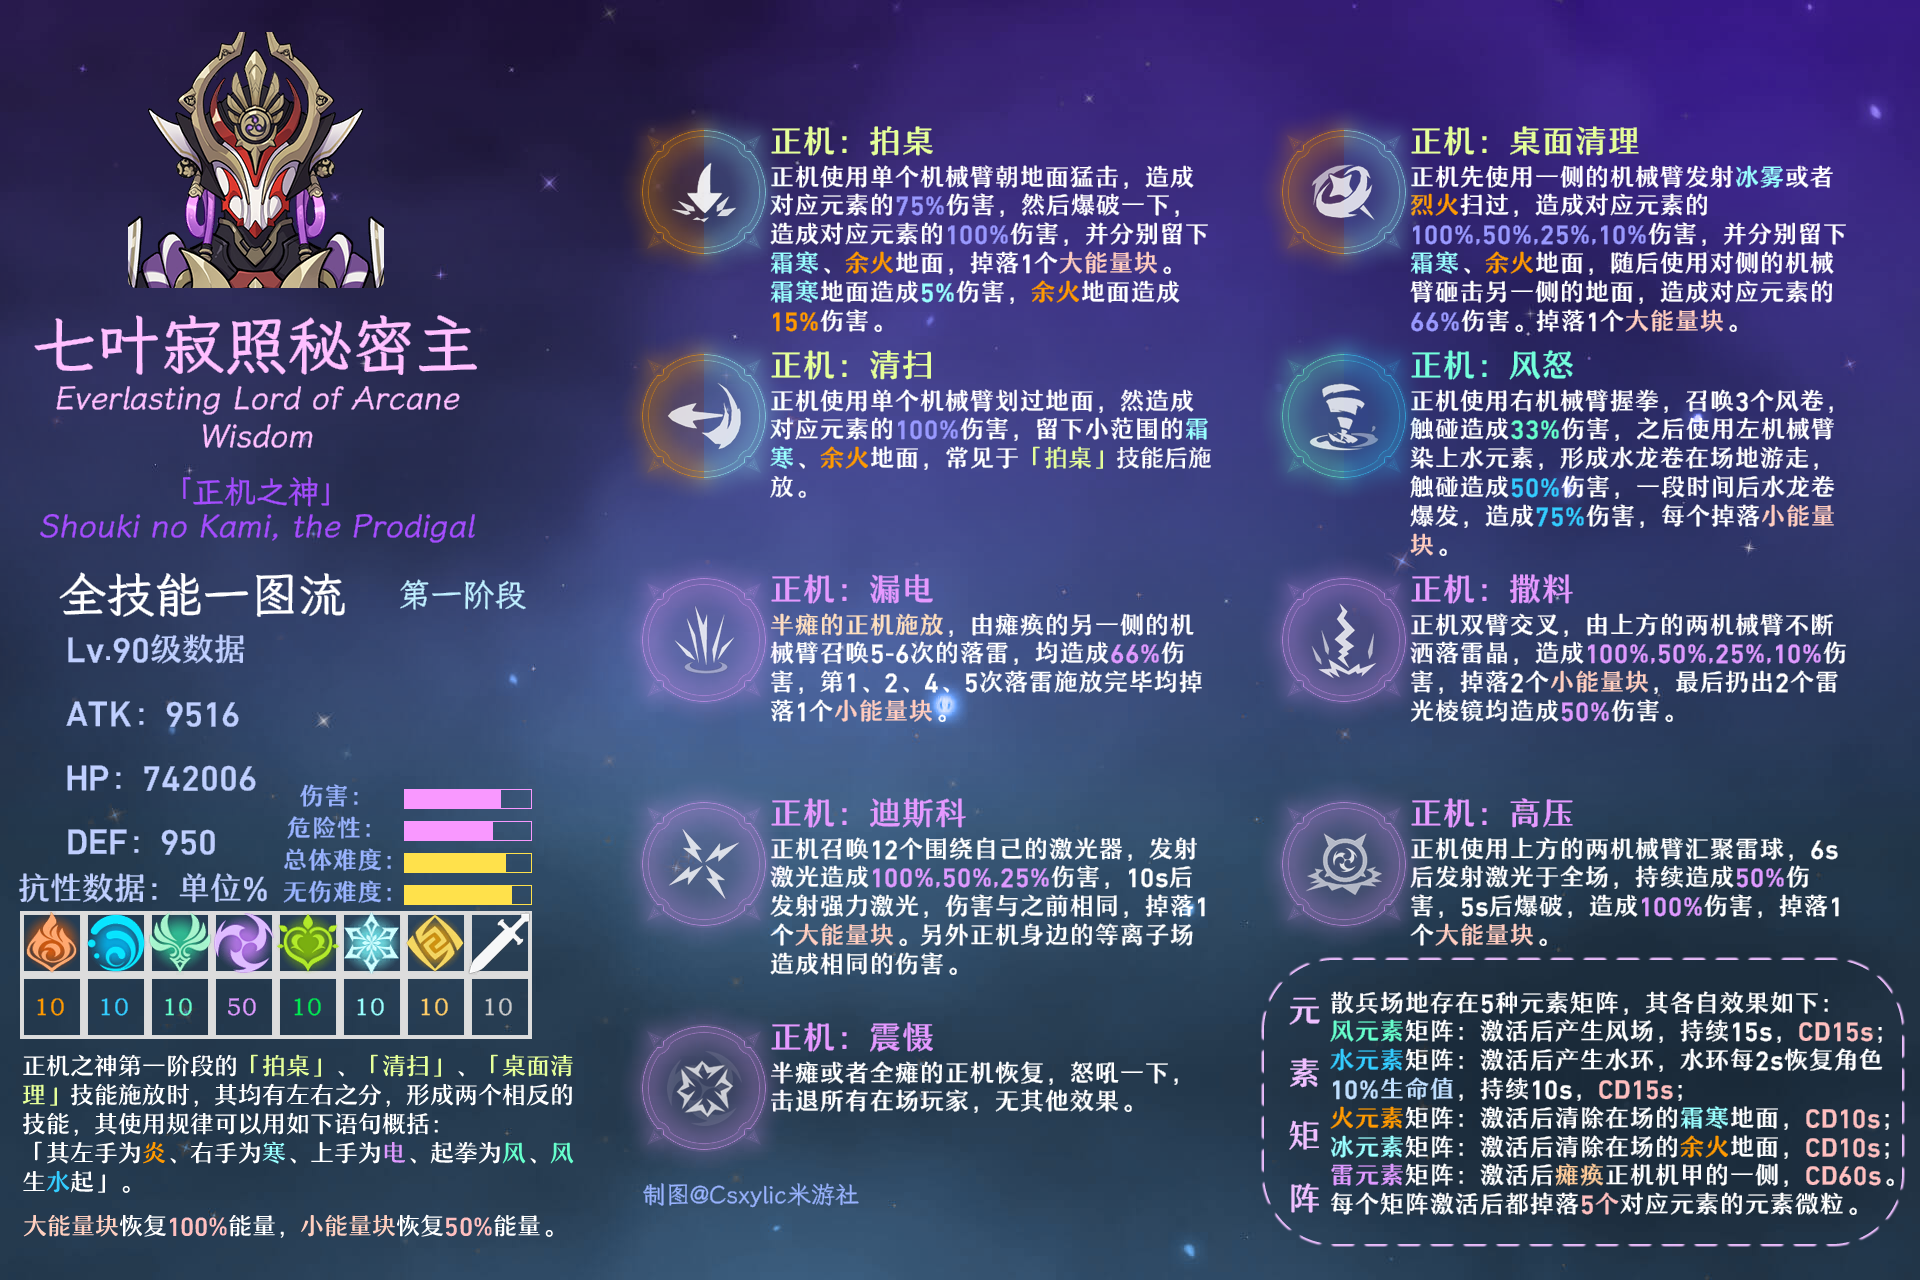 七叶寂照秘密主
Everlasting Lord of Arcane
Wisdom
「正机之神」
Shouki no Kami, the Prodigal
全技能一图流 第一阶段
Lv.90级数据
ATK：9516
HP：742006
DEF：950
伤害：
危险性：
总体难度：
无伤难度：
抗性数据：单位%
10 10 10 50 10 10 10 10
正机之神第一阶段的「拍桌」、「清扫」、「桌面清
理」技能施放时，其均有左右之分，形成两个相反的
技能，其使用规律可以用如下语句概括：
「其左手为炎、右手为寒、上手为电、起拳为风、风
生水起」。
大能量块恢复100%能量，小能量块恢复50%能量。
正机：拍桌
正机使用单个机械臂朝地面猛击，造成
对应元素的75%伤害，然后爆破一下，
造成对应元素的100%伤害，并分别留下
霜寒、余火地面，掉落1个大能量块。
霜寒地面造成5%伤害，余火地面造成
15%伤害。
正机：清扫
正机使用单个机械臂划过地面，然造成
对应元素的100%伤害，留下小范围的霜
寒、余火地面，常见于「拍桌」技能后施
放。
正机：漏电
半瘫的正机施放，由瘫痪的另一侧的机
械臂召唤5-6次的落雷，均造成66%伤
害，第1、2、4、5次落雷施放完毕均掉
落1个小能量块。
正机：迪斯科
正机召唤12个围绕自己的激光器，发射
激光造成100%,50%,25%伤害，10s后
发射强力激光，伤害与之前相同，掉落1
个大能量块。另外正机身边的等离子场
造成相同的伤害。
正机：震慑
半瘫或者全瘫的正机恢复，怒吼一下，
击退所有在场玩家，无其他效果。
制图@Csxylic米游社
正机：桌面清理
正机先使用一侧的机械臂发射冰雾或者
烈火扫过，造成对应元素的
100%,50%,25%,10%伤害，并分别留下
霜寒、余火地面，随后使用对侧的机械
臂砸击另一侧的地面，造成对应元素的
66%伤害。掉落1个大能量块。
正机：风怒
正机使用右机械臂握拳，召唤3个风卷，
触碰造成33%伤害，之后使用左机械臂
染上水元素，形成水龙卷在场地游走，
触碰造成50%伤害，一段时间后水龙卷
爆发，造成75%伤害，每个掉落小能量
块。
正机：撒料
正机双臂交叉，由上方的两机械臂不断
洒落雷晶，造成100%,50%,25%,10%伤
害，掉落2个小能量块，最后扔出2个雷
光棱镜均造成50%伤害。
正机：高压
正机使用上方的两机械臂汇聚雷球，6s
后发射激光于全场，持续造成50%伤
害，5s后爆破，造成100%伤害，掉落1
个大能量块。
元素矩阵
散兵场地存在5种元素矩阵，其各自效果如下：
风元素矩阵：激活后产生风场，持续15s，CD15s；
水元素矩阵：激活后产生水环，水环每2s恢复角色
10%生命值，持续10s，CD15s；
火元素矩阵：激活后清除在场的霜寒地面，CD10s；
冰元素矩阵：激活后清除在场的余火地面，CD10s；
雷元素矩阵：激活后瘫痪正机机甲的一侧，CD60s。
每个矩阵激活后都掉落5个对应元素的元素微粒。